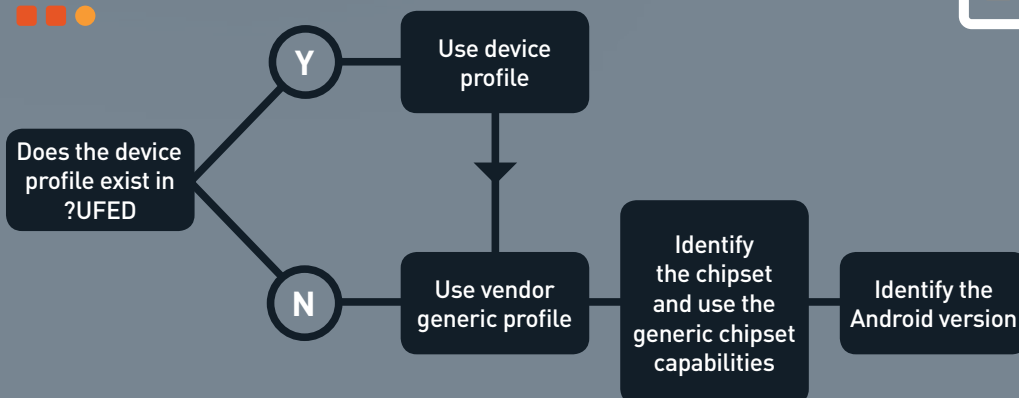 Does the device
profile exist in
?UFED
Y
Use device
profile
N
Use vendor
generic profile
Identify
the chipset
and use the
generic chipset
capabilities
Identify the
Android version